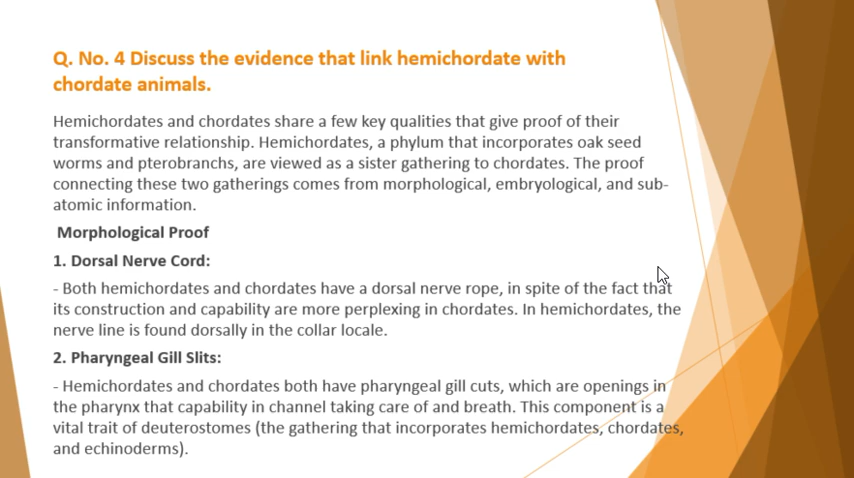 Q. No. 4 Discuss the evidence that link hemichordate with
chordate animals.
Hemichordates and chordates share a few key qualities that give proof of their
transformative relationship. Hemichordates, a phylum that incorporates oak seed
worms and pterobranchs, are viewed as a sister gathering to chordates. The proof
connecting these two gatherings comes from morphological, embryological, and sub-
atomic information.
Morphological Proof
1. Dorsal Nerve Cord:
- Both hemichordates and chordates have a dorsal nerve rope, in spite of the fact that
its construction and capability are more perplexing in chordates. In hemichordates, the
nerve line is found dorsally in the collar locale.
2. Pharyngeal Gill Slits:
- Hemichordates and chordates both have pharyngeal gill cuts, which are openings in
the pharynx that capability in channel taking care of and breath. This component is a
vital trait of deuterostomes (the gathering that incorporates hemichordates, chordates,
and echinoderms).